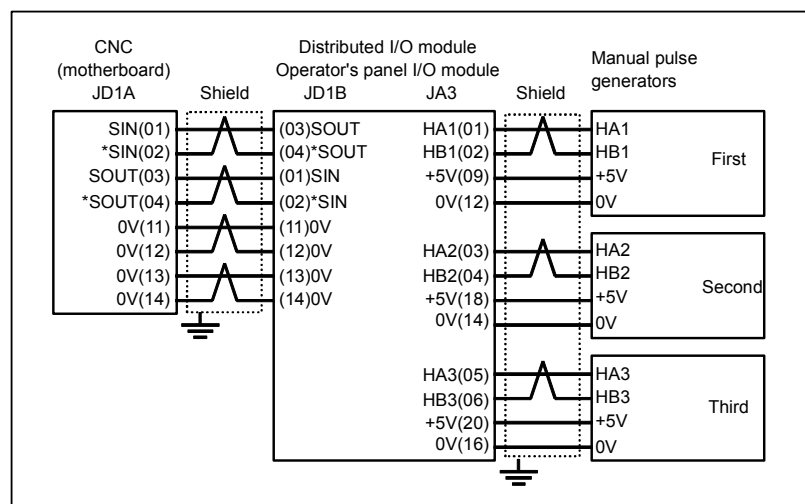 CNC
(motherboard)
JD1A
Shield
Distributed I/O module
Operator's panel I/O module
JD1B
JA3
Shield
Manual pulse
generators
SIN(01)
*SIN(02)
SOUT(03)
*SOUT(04)
0V(11)
0V(12)
0V(13)
0V(14)
(03)SOUT
(04)*SOUT
(01)SIN
(02)*SIN
(11)0V
(12)0V
(13)0V
(14)0V
HA1(01)
HB1(02)
+5V(09)
0V(12)
HA2(03)
HB2(04)
+5V(18)
0V(14)
HA3(05)
HB3(06)
+5V(20)
0V(16)
HA1
HB1
+5V
0V
First
HA2
HB2
+5V
0V
Second
HA3
HB3
+5V
0V
Third